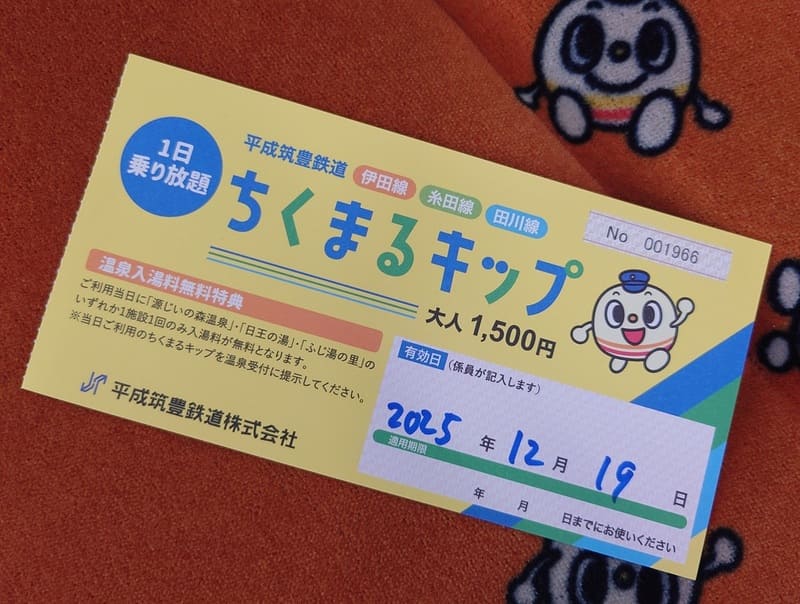 1日
乗り放題
平成筑豊鉄道 伊田線 糸田線 田川線
ちくまるキップ
No 001966
大人 1,500円
温泉入湯料無料特典
ご利用当日に「源じいの森温泉」・「日王の湯」・「ふじ湯の里」の
いずれか1施設1回のみ入湯料が無料となります。
※当日ご利用のちくまるキップを温泉受付に提示してください。
平成筑豊鉄道株式会社
有効日 (係員が記入します)
2025 年 12 月 19 日
適用期限
年 月 日までにお使いください